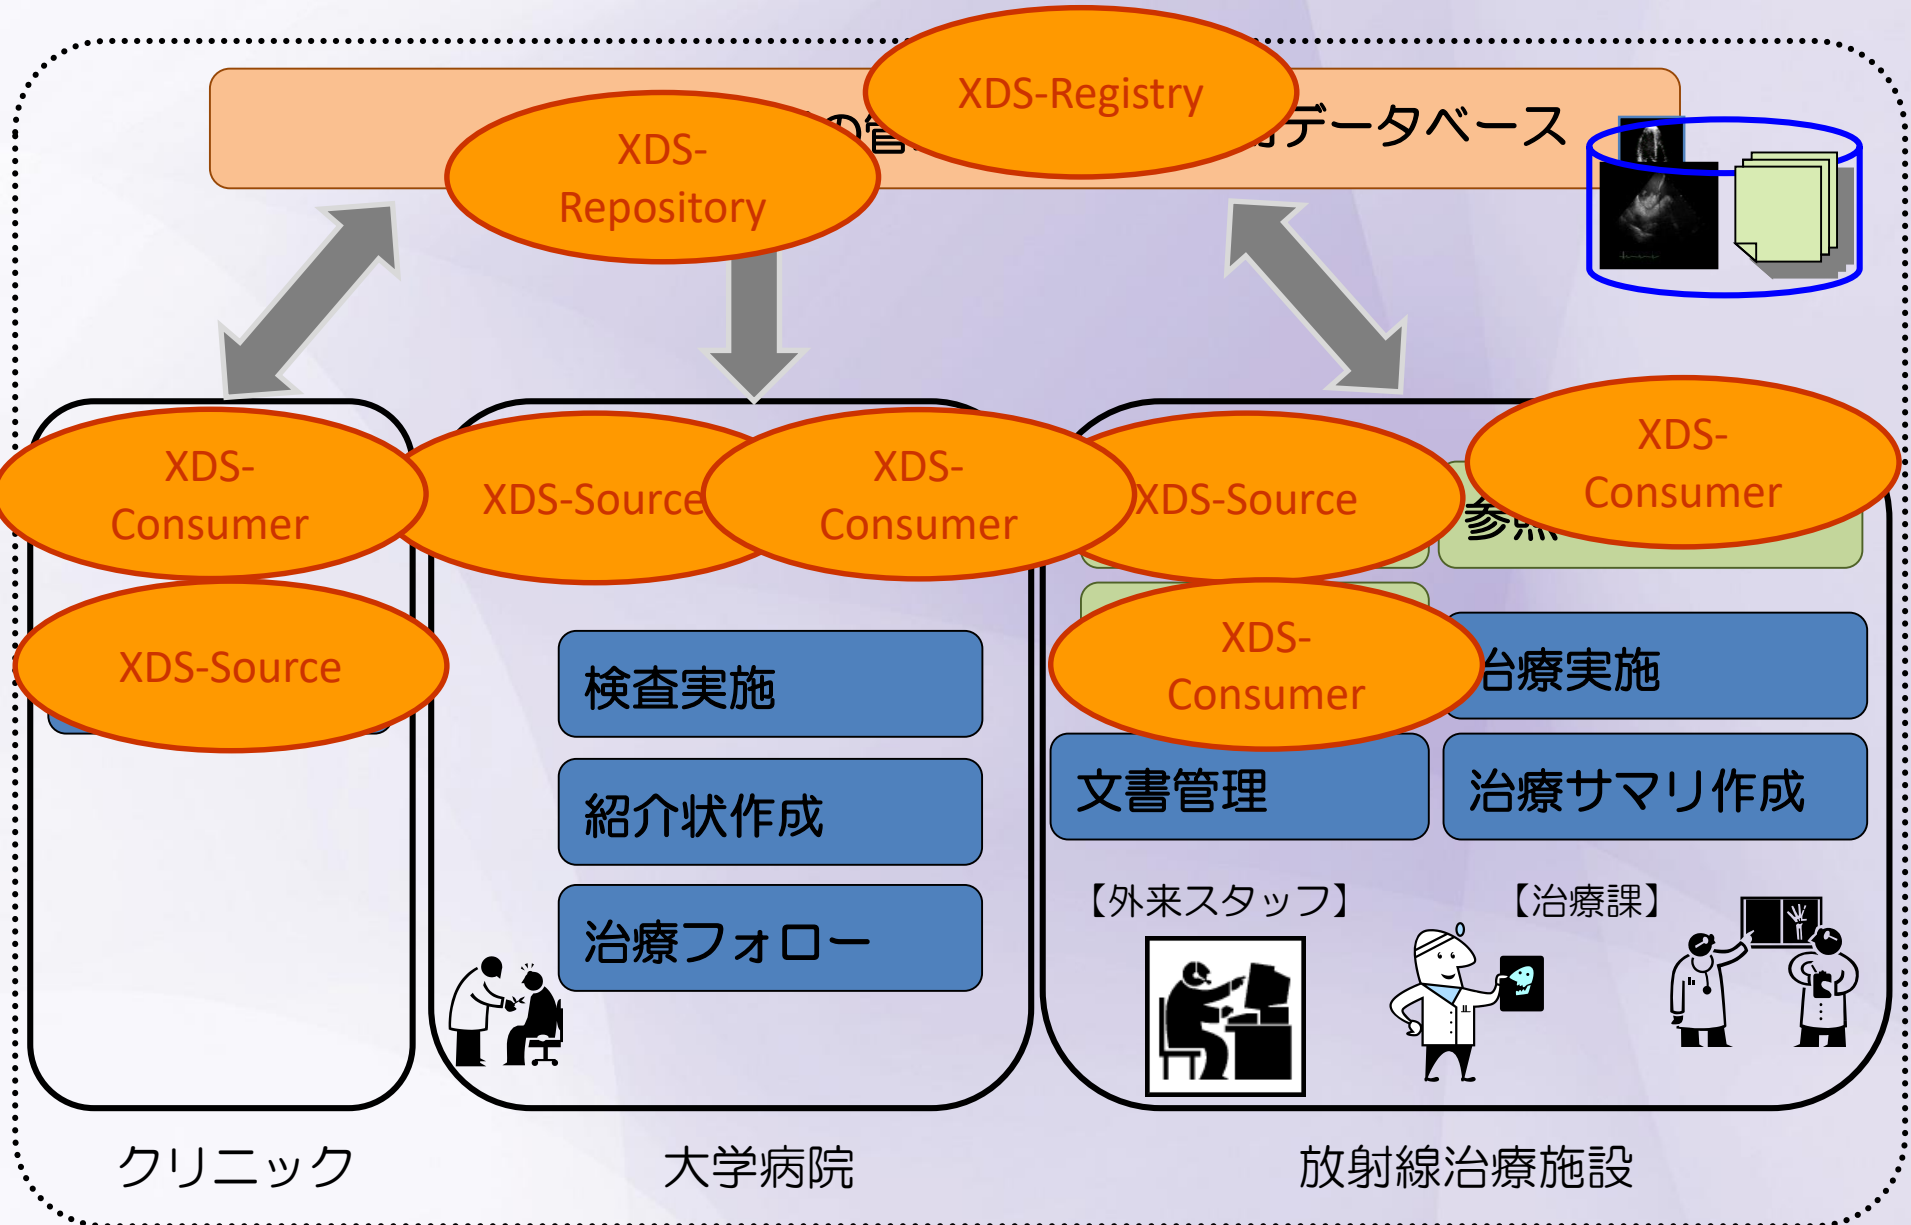 XDS-Registry
の管
データベース
XDS-
Repository
XDS-
Consumer
XDS-Source
XDS-Source
XDS-
Consumer
XDS-Source
XDS-
Consumer
参照
XDS-
Consumer
検査実施
紹介状作成
治療フォロー
治療実施
文書管理
治療サマリ作成
【外来スタッフ】
【治療課】
クリニック
大学病院
放射線治療施設